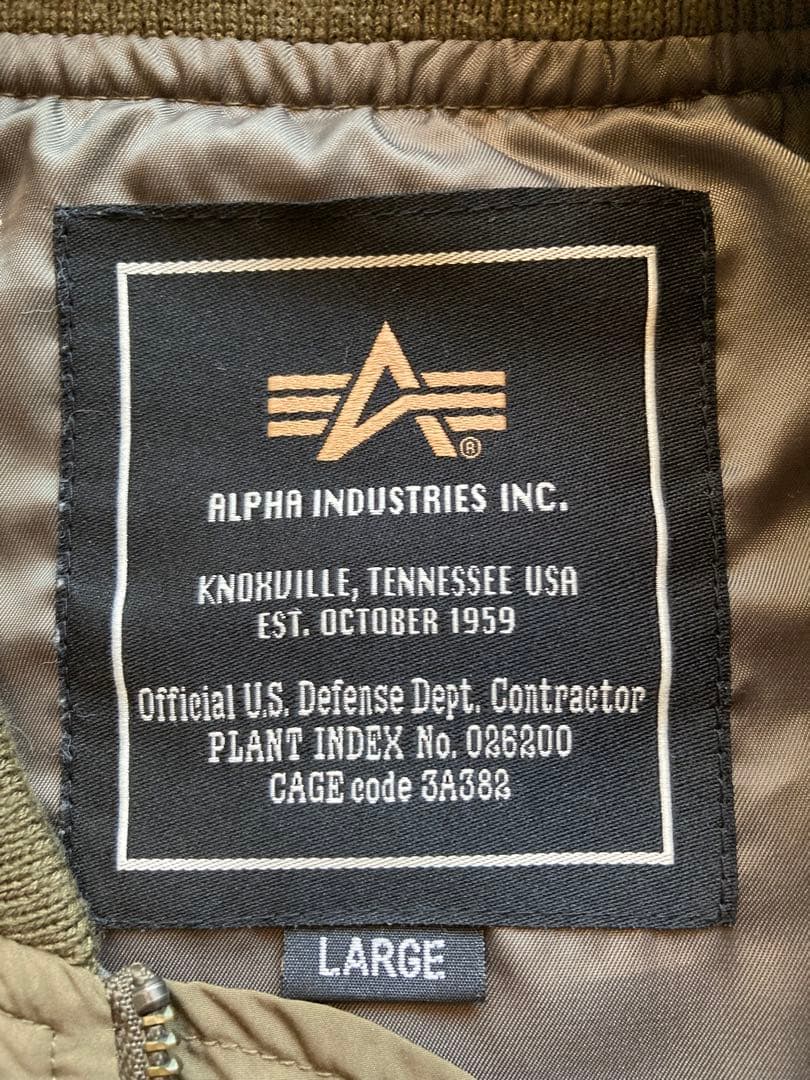 ®
ALPHA INDUSTRIES INC.
KNOXVILLE, TENNESSEE USA
EST. OCTOBER 1959
Official U.S. Defense Dept. Contractor
PLANT INDEX No. 026200
CAGE code 3A382
LARGE